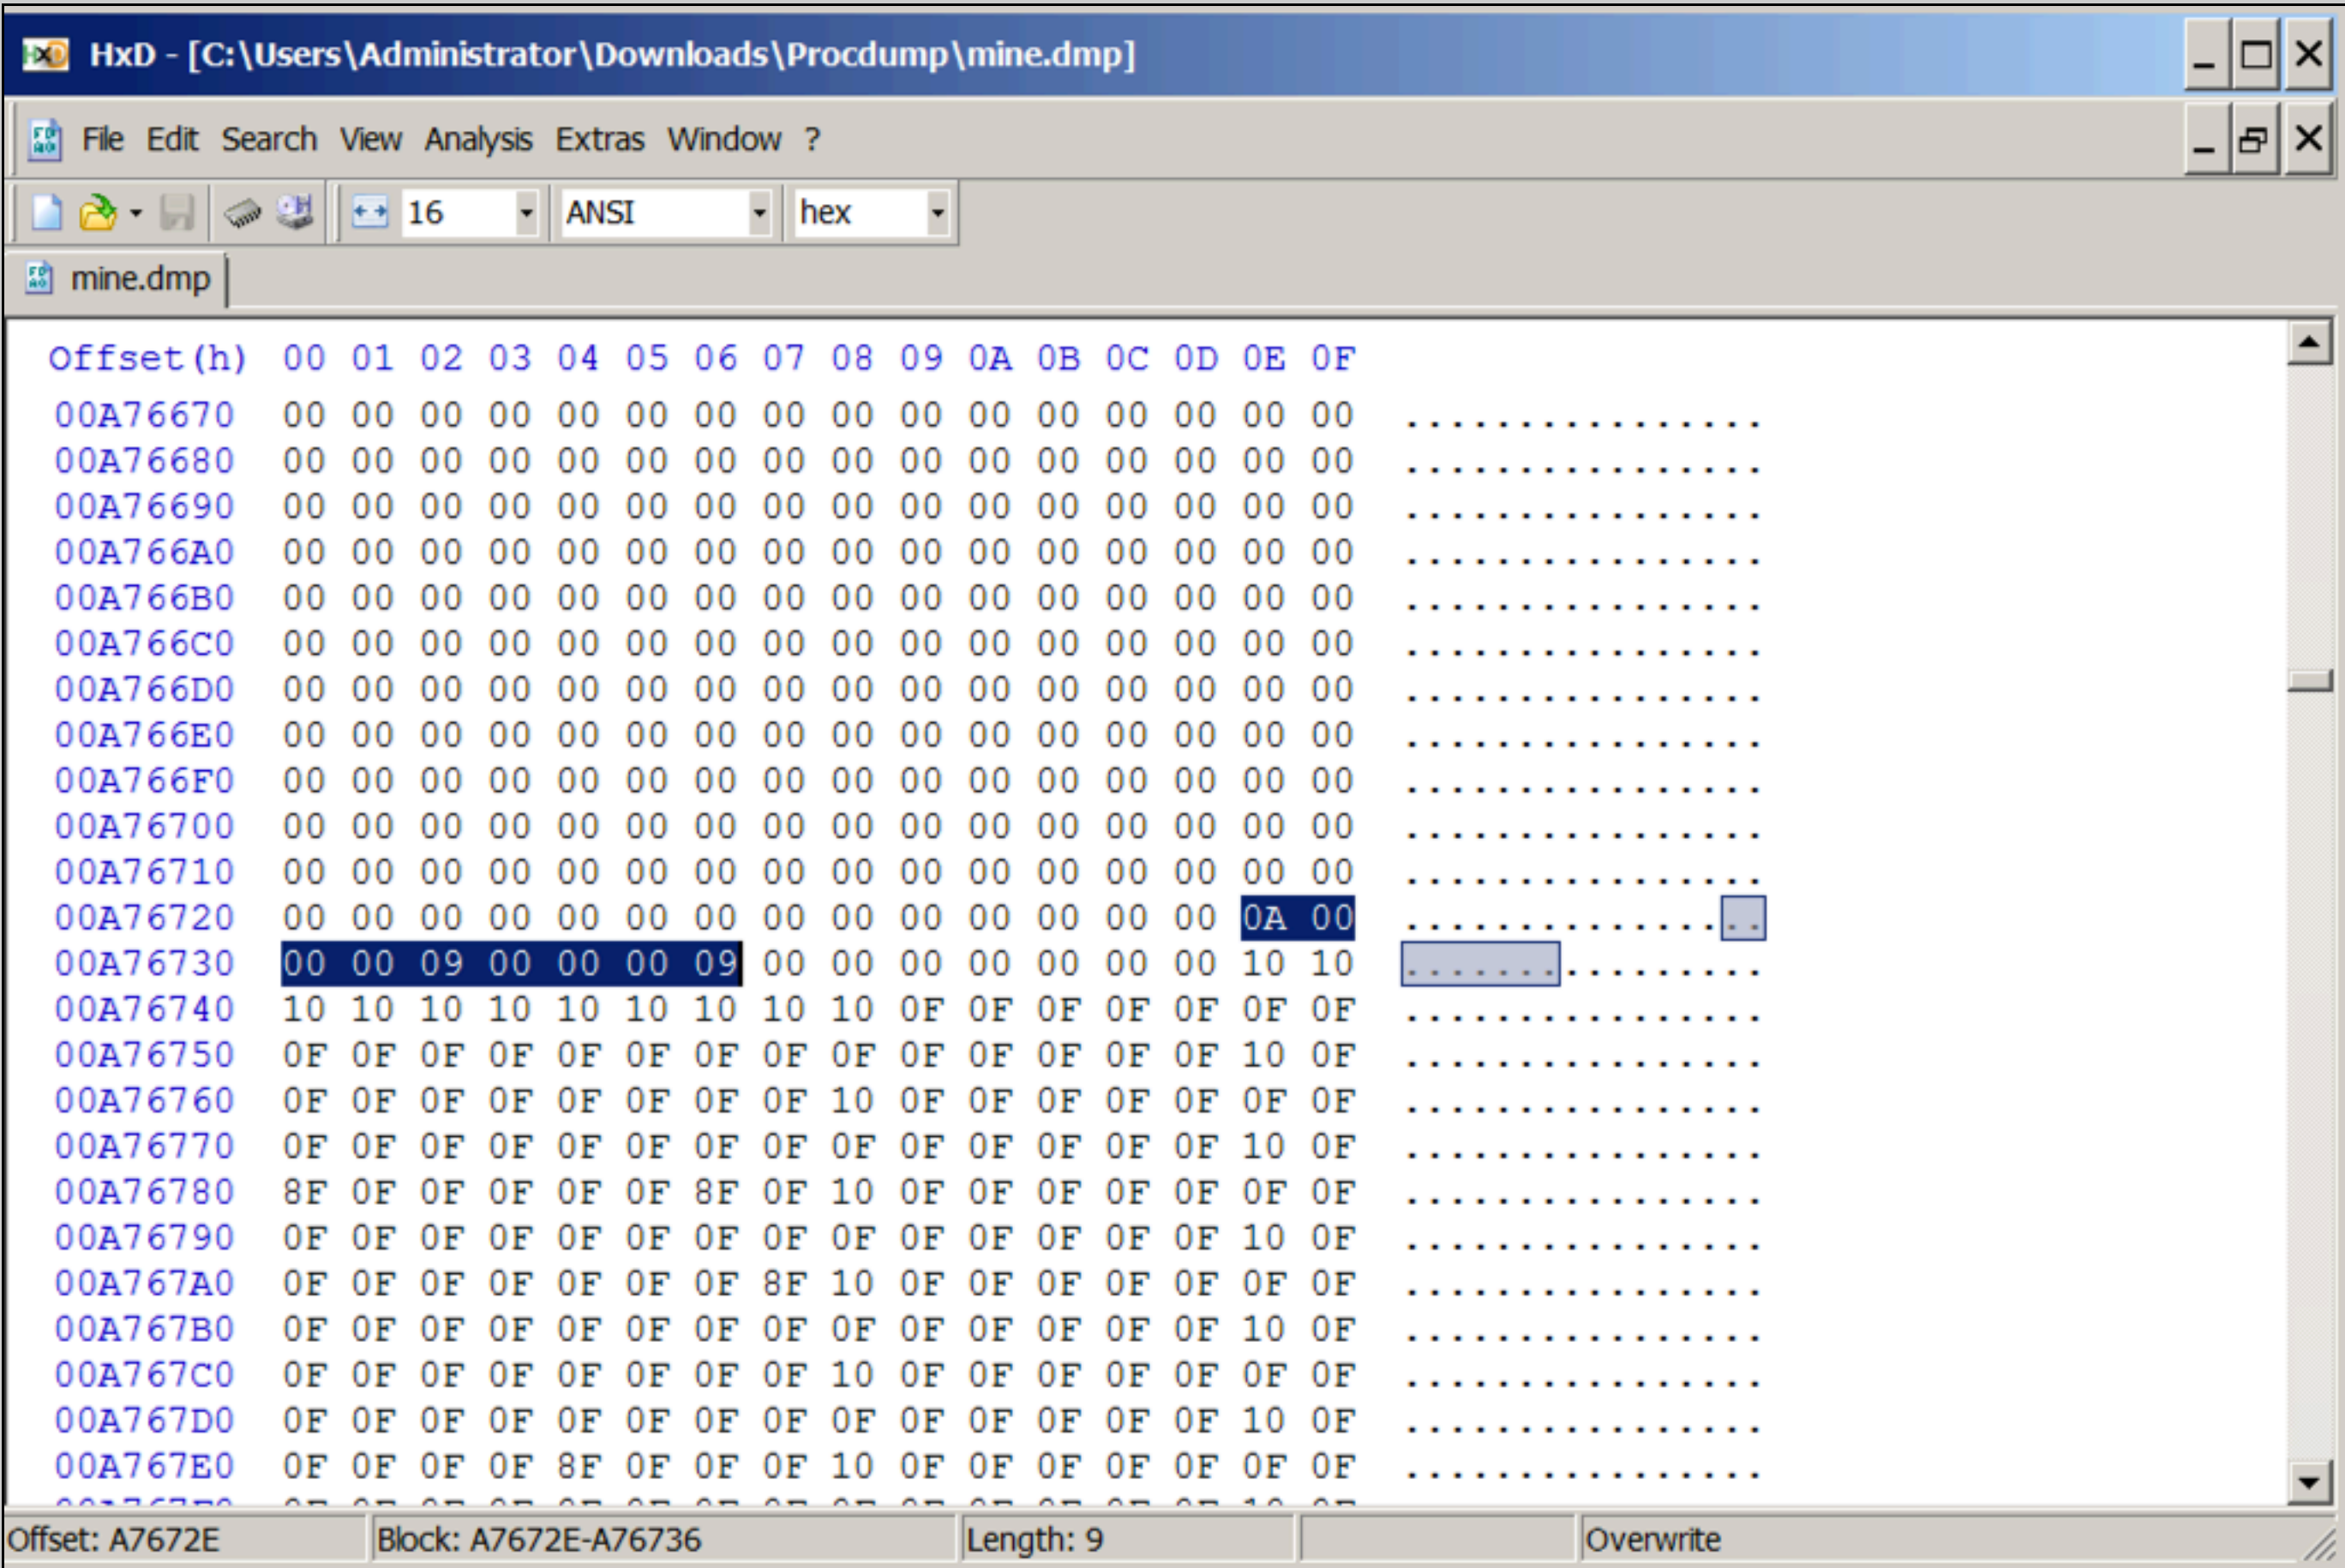 HxD - [C:\Users\Administrator\Downloads\Procdump\mine.dmp]
File Edit Search View Analysis Extras Window ?
16 ANSI hex
mine.dmp
Offset(h) 00 01 02 03 04 05 06 07 08 09 0A 0B 0C 0D 0E 0F
00A76670 00 00 00 00 00 00 00 00 00 00 00 00 00 00 00 00 ................
00A76680 00 00 00 00 00 00 00 00 00 00 00 00 00 00 00 00 ................
00A76690 00 00 00 00 00 00 00 00 00 00 00 00 00 00 00 00 ................
00A766A0 00 00 00 00 00 00 00 00 00 00 00 00 00 00 00 00 ................
00A766B0 00 00 00 00 00 00 00 00 00 00 00 00 00 00 00 00 ................
00A766C0 00 00 00 00 00 00 00 00 00 00 00 00 00 00 00 00 ................
00A766D0 00 00 00 00 00 00 00 00 00 00 00 00 00 00 00 00 ................
00A766E0 00 00 00 00 00 00 00 00 00 00 00 00 00 00 00 00 ................
00A766F0 00 00 00 00 00 00 00 00 00 00 00 00 00 00 00 00 ................
00A76700 00 00 00 00 00 00 00 00 00 00 00 00 00 00 00 00 ................
00A76710 00 00 00 00 00 00 00 00 00 00 00 00 00 00 00 00 ................
00A76720 00 00 00 00 00 00 00 00 00 00 00 00 00 00 0A 00 ................
00A76730 00 00 09 00 00 00 09 00 00 00 00 00 00 00 10 10 ................
00A76740 10 10 10 10 10 10 10 10 10 0F 0F 0F 0F 0F 0F 0F ................
00A76750 0F 0F 0F 0F 0F 0F 0F 0F 0F 0F 0F 0F 0F 0F 10 0F ................
00A76760 0F 0F 0F 0F 0F 0F 0F 0F 10 0F 0F 0F 0F 0F 0F 0F ................
00A76770 0F 0F 0F 0F 0F 0F 0F 0F 0F 0F 0F 0F 0F 0F 10 0F ................
00A76780 8F 0F 0F 0F 0F 0F 8F 0F 10 0F 0F 0F 0F 0F 0F 0F ................
00A76790 0F 0F 0F 0F 0F 0F 0F 0F 0F 0F 0F 0F 0F 0F 10 0F ................
00A767A0 0F 0F 0F 0F 0F 0F 0F 8F 10 0F 0F 0F 0F 0F 0F 0F ................
00A767B0 0F 0F 0F 0F 0F 0F 0F 0F 0F 0F 0F 0F 0F 0F 10 0F ................
00A767C0 0F 0F 0F 0F 0F 0F 0F 0F 10 0F 0F 0F 0F 0F 0F 0F ................
00A767D0 0F 0F 0F 0F 0F 0F 0F 0F 0F 0F 0F 0F 0F 0F 10 0F ................
00A767E0 0F 0F 0F 0F 8F 0F 0F 0F 10 0F 0F 0F 0F 0F 0F 0F ................
Offset: A7672E Block: A7672E-A76736 Length: 9 Overwrite